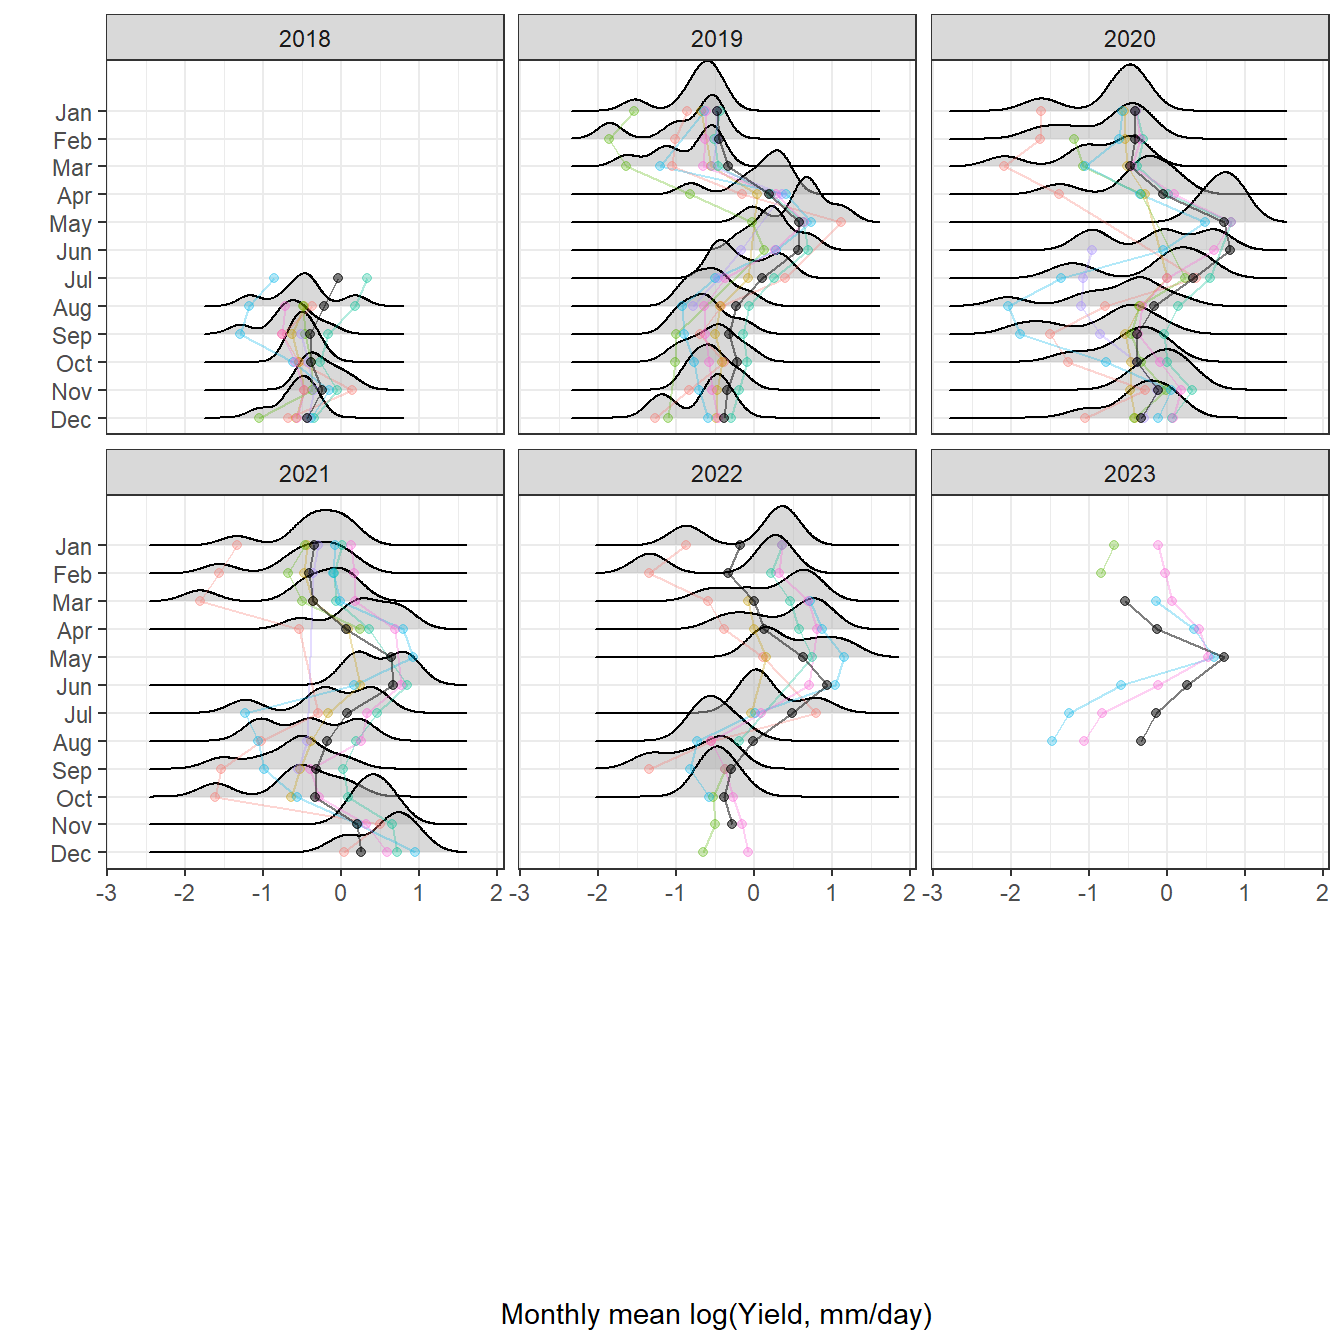 2018 2019 2020
Jan
Feb
Mar
Apr
May
Jun
Jul
Aug
Sep
Oct
Nov
Dec
2021 2022 2023
Jan
Feb
Mar
Apr
May
Jun
Jul
Aug
Sep
Oct
Nov
Dec
-3 -2 -1 0 1 2 -3 -2 -1 0 1 2 -3 -2 -1 0 1 2
Monthly mean log(Yield, mm/day)